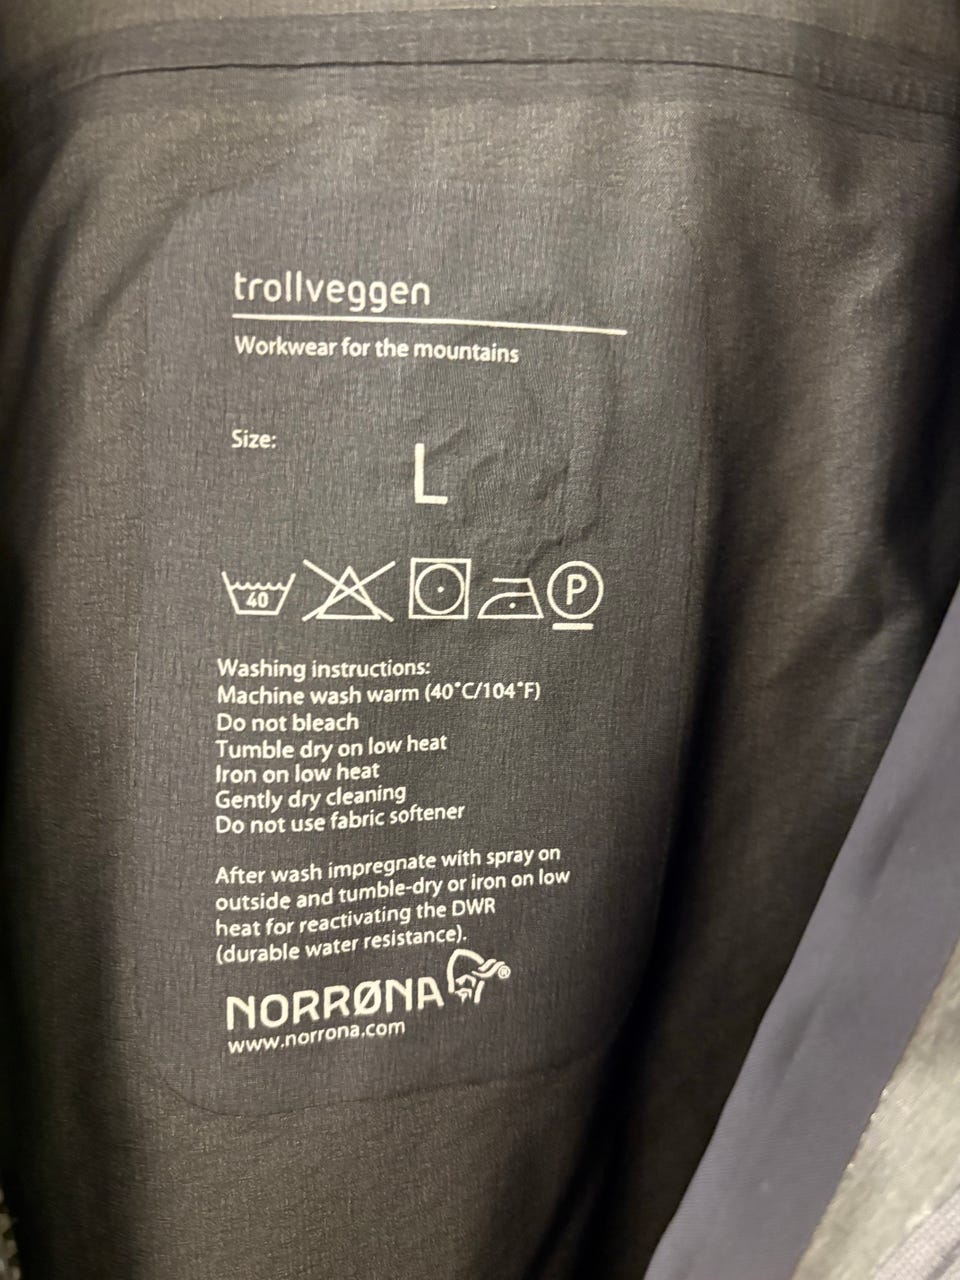 trollveggen
Workwear for the mountains
Size:
L
40
P
Washing instructions:
Machine wash warm (40°C/104°F)
Do not bleach
Tumble dry on low heat
Iron on low heat
Gently dry cleaning
Do not use fabric softener
After wash impregnate with spray on
outside and tumble-dry or iron on low
heat for reactivating the DWR
(durable water resistance).
NORRØNA®
www.norrona.com